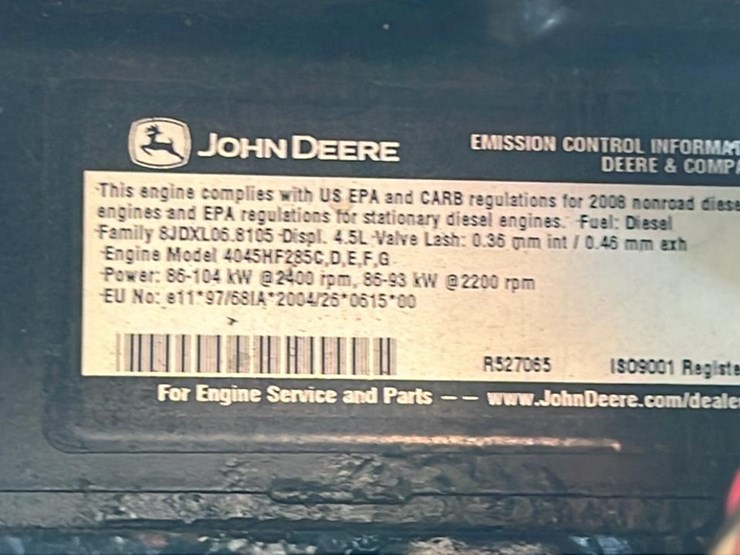 JOHN DEERE
EMISSION CONTROL INFORMAT
DEERE & COMPA
This engine complies with US EPA and CARB regulations for 2008 nonroad diese
engines and EPA regulations for stationary diesel engines. Fuel: Diesel
Family 8JDXL06.8105 Displ. 4.5L Valve Lash: 0.36 mm int / 0.46 mm exh
Engine Model 4045HF285C,D,E,F,G
Power: 86-104 kW @2400 rpm, 86-93 kW @2200 rpm
EU No: e11*97/68IA*2004/26*0615*00
R527065 ISO9001 Registe
For Engine Service and Parts -- www.JohnDeere.com/deale